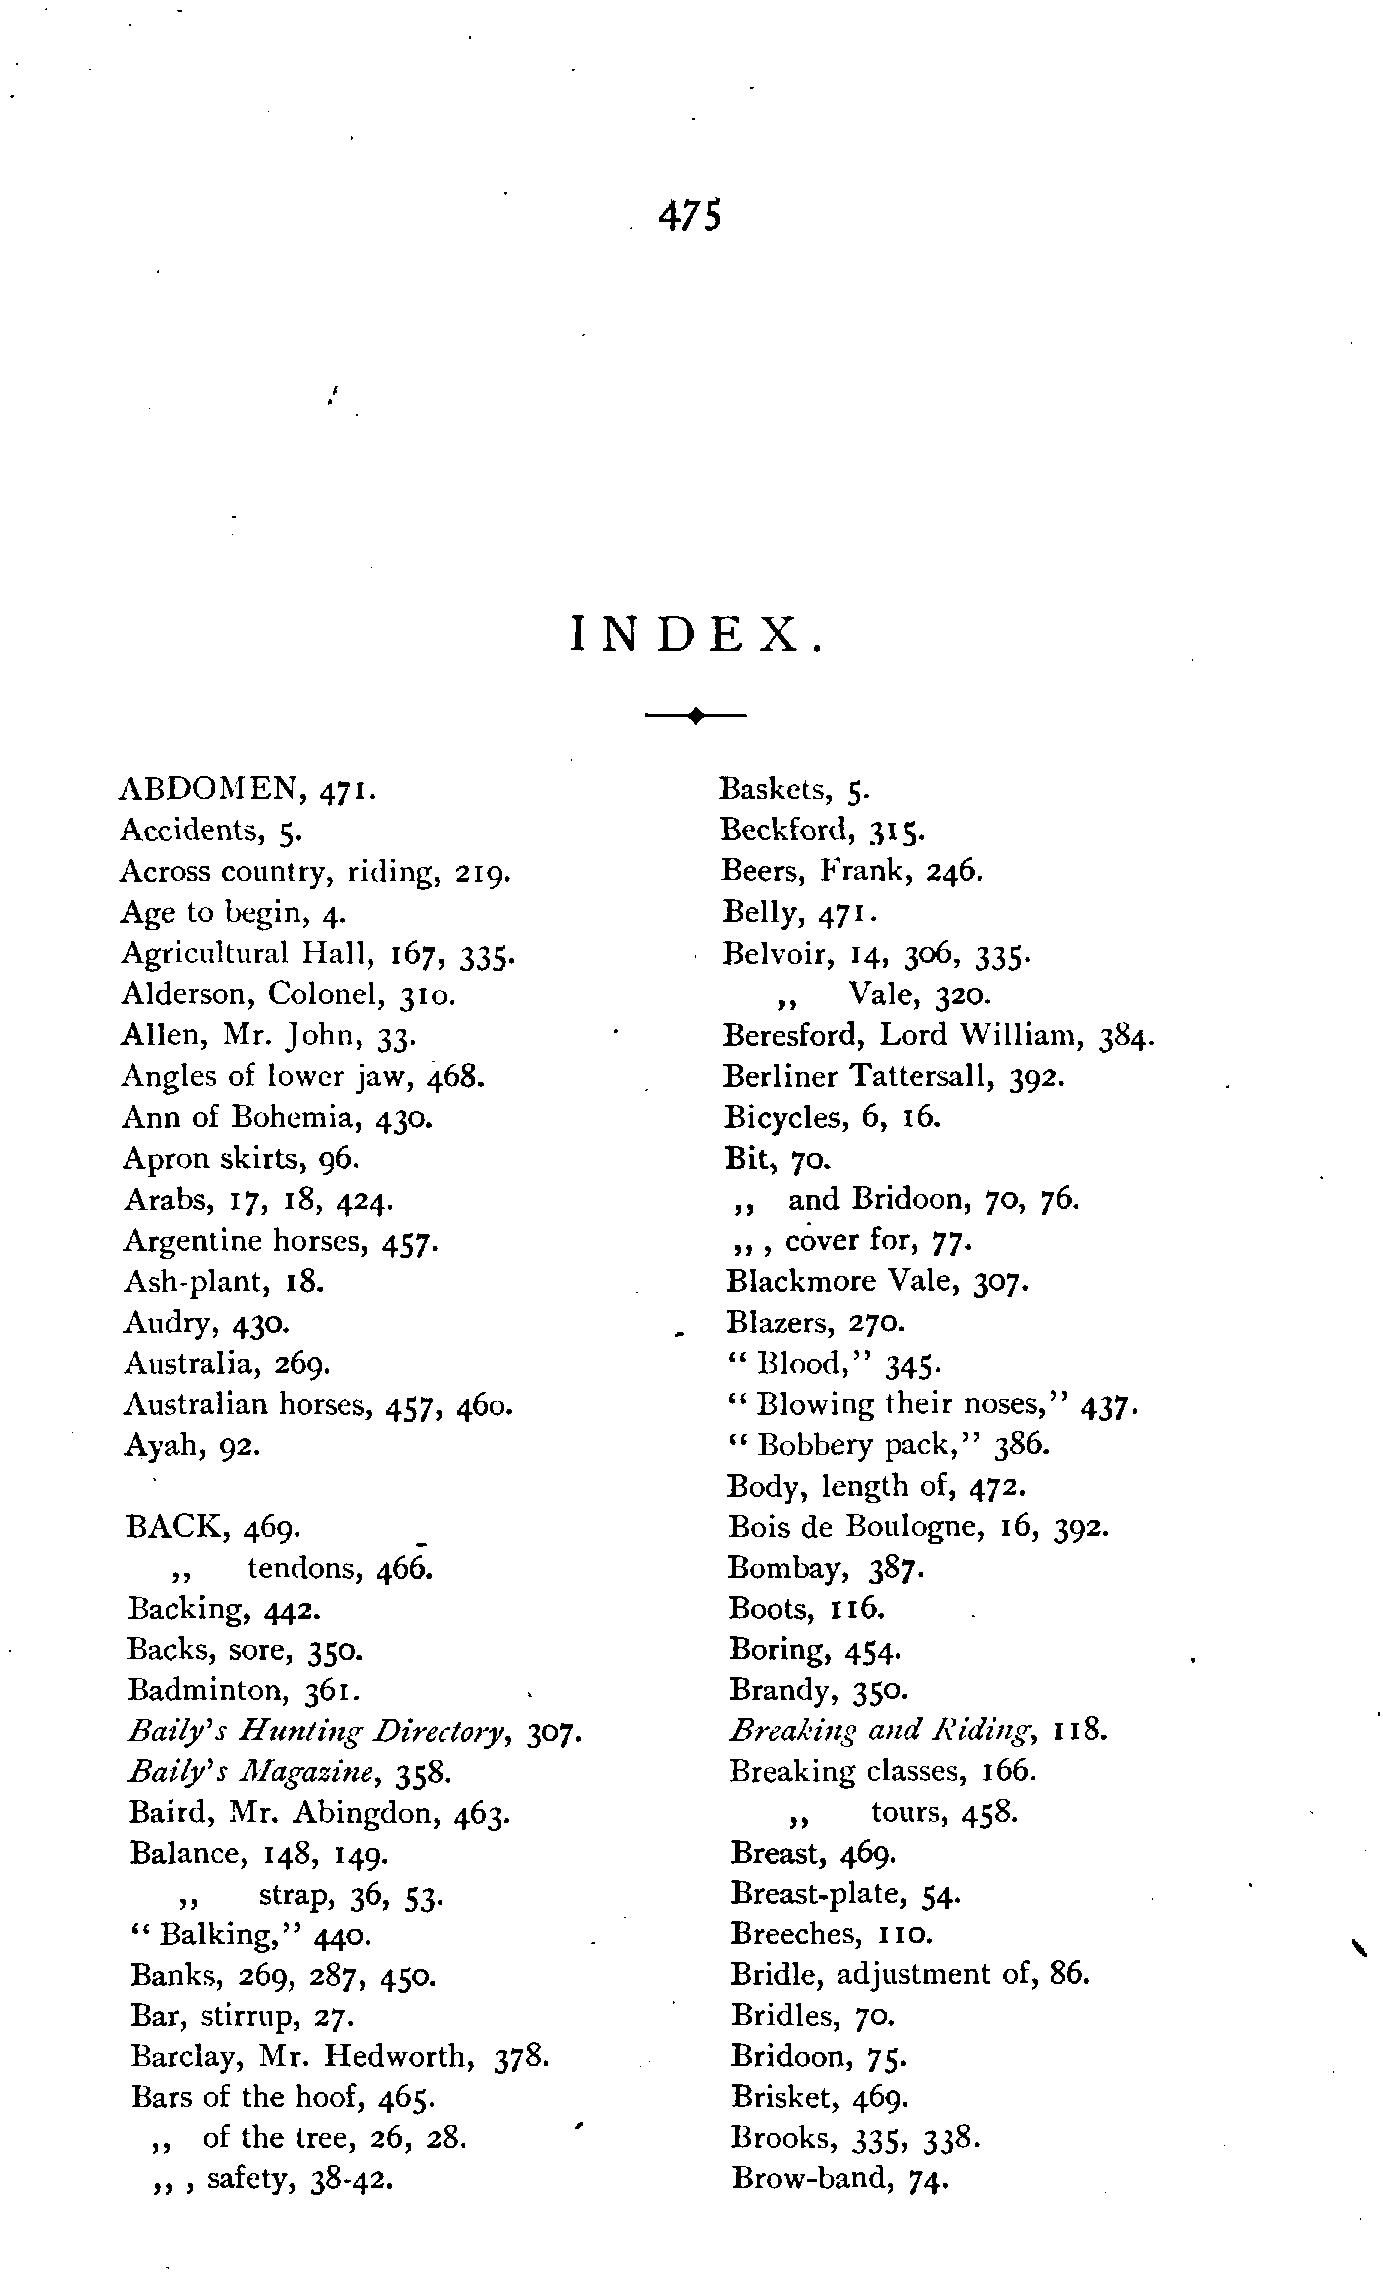 475
INDEX.
ABDOMEN, 471.
Accidents, 5.
Across country, riding, 219.
Age to begin, 4.
Agricultural Hall, 167, 335.
Alderson, Colonel, 310.
Allen, Mr. John, 33.
Angles of lower jaw, 468.
Ann of Bohemia, 430.
Apron skirts, 96.
Arabs, 17, 18, 424.
Argentine horses, 457.
Ash-plant, 18.
Audry, 430.
Australia, 269.
Australian horses, 457, 460.
Ayah, 92.
BACK, 469.
,, tendons, 466.
Backing, 442.
Backs, sore, 350.
Badminton, 361.
Baily's Hunting Directory, 307.
Baily's Magazine, 358.
Baird, Mr. Abingdon, 463.
Balance, 148, 149.
,, strap, 36, 53.
" Balking," 440.
Banks, 269, 287, 450.
Bar, stirrup, 27.
Barclay, Mr. Hedworth, 378.
Bars of the hoof, 465.
,, of the tree, 26, 28.
,, , safety, 38-42.
Baskets, 5.
Beckford, 315.
Beers, Frank, 246.
Belly, 471.
Belvoir, 14, 306, 335.
,, Vale, 320.
Beresford, Lord William, 384.
Berliner Tattersall, 392.
Bicycles, 6, 16.
Bit, 70.
,, and Bridoon, 70, 76.
,, , cover for, 77.
Blackmore Vale, 307.
Blazers, 270.
" Blood," 345.
" Blowing their noses," 437.
" Bobbery pack," 386.
Body, length of, 472.
Bois de Boulogne, 16, 392.
Bombay, 387.
Boots, 116.
Boring, 454.
Brandy, 350.
Breaking and Riding, 118.
Breaking classes, 166.
,, tours, 458.
Breast, 469.
Breast-plate, 54.
Breeches, 110.
Bridle, adjustment of, 86.
Bridles, 70.
Bridoon, 75.
Brisket, 469.
Brooks, 335, 338.
Brow-band, 74.